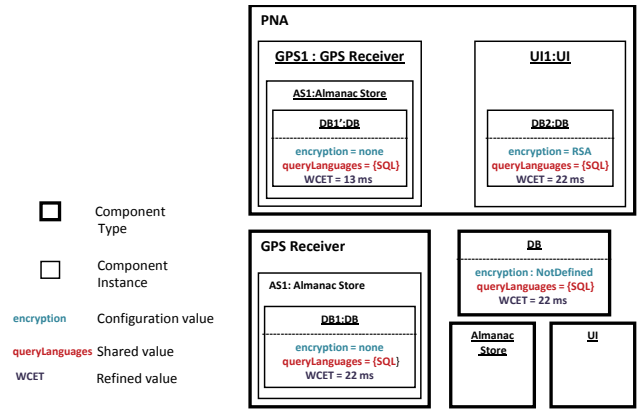 PNA
GPS1 : GPS Receiver
AS1:Almanac Store
DB1':DB
encryption = none
queryLanguages = {SQL}
WCET = 13 ms
UI1:UI
DB2:DB
encryption = RSA
queryLanguages = {SQL}
WCET = 22 ms
Component
Type
Component
Instance
encryption Configuration value
queryLanguages Shared value
WCET Refined value
GPS Receiver
AS1: Almanac Store
DB1:DB
encryption = none
queryLanguages = {SQL}
WCET = 22 ms
DB
encryption : NotDefined
queryLanguages = {SQL}
WCET = 22 ms
Almanac
Store
UI